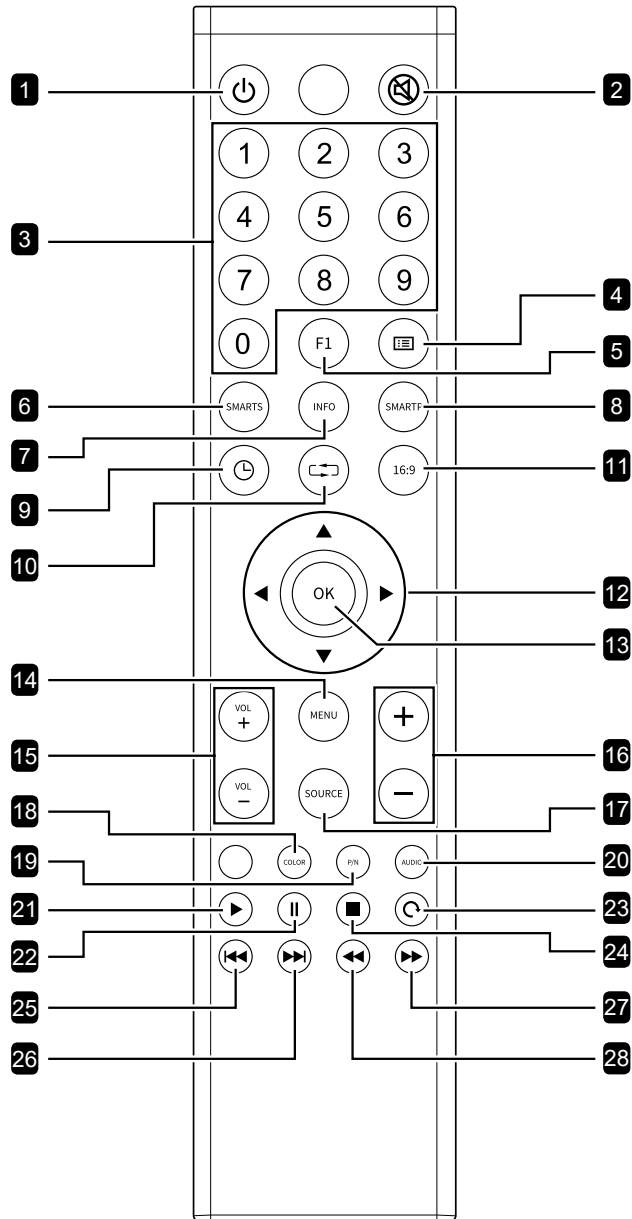 1 2
1 2 3
4 5 6
3
7 8 9
4
0 F1
5
6 SMARTS INFO SMARTP 8
7
9 16:9 11
10
OK 12
13
14 MENU
VOL
+ +
15 16
VOL
− SOURCE −
17
18
COLOR P/N AUDIO
19 20
21 23
22 24
25 27
26 28